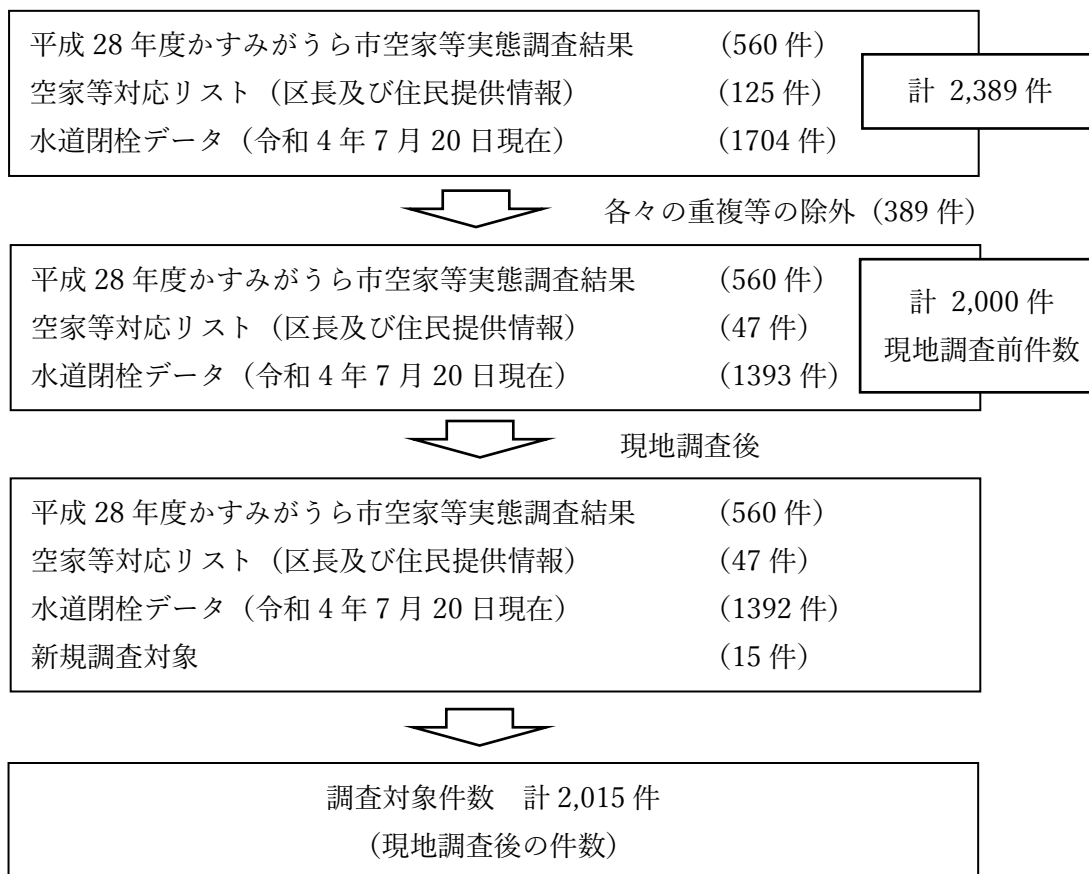 平成 28 年度かすみがうら市空家等実態調査結果 (560 件)
空家等対応リスト（区長及び住民提供情報） (125 件)
計 2,389 件
水道閉栓データ（令和 4 年 7 月 20 日現在） (1704 件)
各々の重複等の除外（389 件）
平成 28 年度かすみがうら市空家等実態調査結果 (560 件)
空家等対応リスト（区長及び住民提供情報） (47 件)
水道閉栓データ（令和 4 年 7 月 20 日現在） (1393 件)
計 2,000 件
現地調査前件数
現地調査後
平成 28 年度かすみがうら市空家等実態調査結果 (560 件)
空家等対応リスト（区長及び住民提供情報） (47 件)
水道閉栓データ（令和 4 年 7 月 20 日現在） (1392 件)
新規調査対象 (15 件)
調査対象件数　計 2,015 件
（現地調査後の件数）